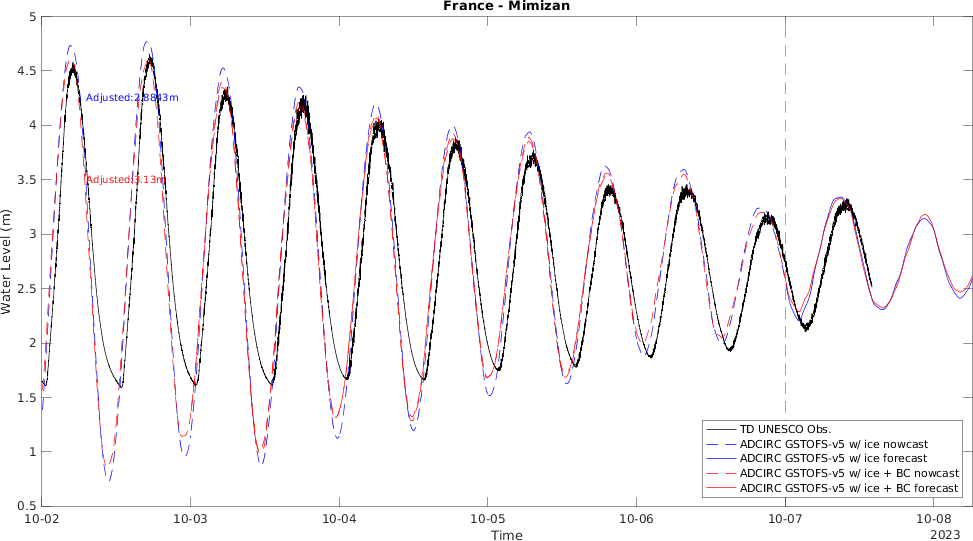 France - Mimizan
Water Level (m)
5
4.5
4
3.5
3
2.5
2
1.5
1
0.5
Adjusted:2.8843m
Adjusted:3.13m
TD UNESCO Obs.
ADCIRC GSTOFS-v5 w/ ice nowcast
ADCIRC GSTOFS-v5 w/ ice forecast
ADCIRC GSTOFS-v5 w/ ice + BC nowcast
ADCIRC GSTOFS-v5 w/ ice + BC forecast
10-02 10-03 10-04 10-05 10-06 10-07 10-08
Time
2023